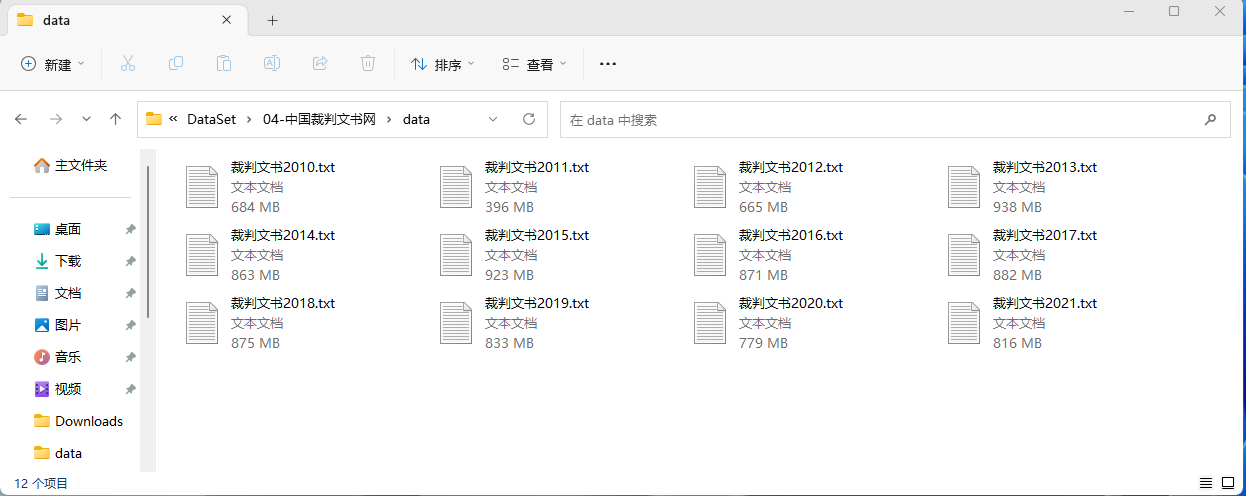 data
新建
排序
查看
« DataSet > 04-中国裁判文书网 > data
在 data 中搜索
主文件夹
桌面
下载
文档
图片
音乐
视频
Downloads
data
裁判文书2010.txt
文本文档
684 MB
裁判文书2011.txt
文本文档
396 MB
裁判文书2012.txt
文本文档
665 MB
裁判文书2013.txt
文本文档
938 MB
裁判文书2014.txt
文本文档
863 MB
裁判文书2015.txt
文本文档
923 MB
裁判文书2016.txt
文本文档
871 MB
裁判文书2017.txt
文本文档
882 MB
裁判文书2018.txt
文本文档
875 MB
裁判文书2019.txt
文本文档
833 MB
裁判文书2020.txt
文本文档
779 MB
裁判文书2021.txt
文本文档
816 MB
12 个项目